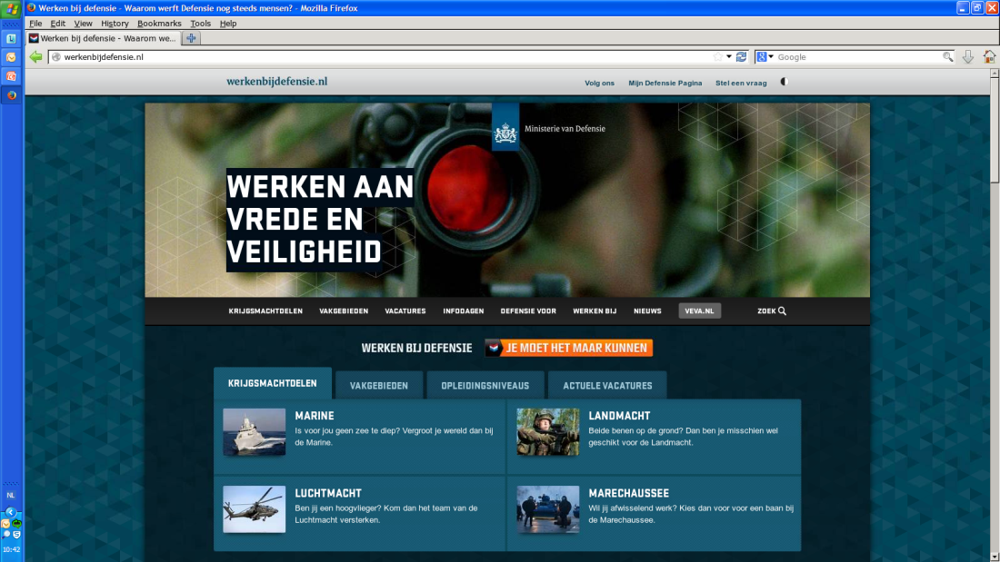 Werken bij defensie - Waarom werft Defensie nog steeds mensen? - Mozilla Firefox
File Edit View History Bookmarks Tools Help
Werken bij defensie - Waarom we...
werkenbijdefensie.nl
Google
werkenbijdefensie.nl
Volg ons Mijn Defensie Pagina Stel een vraag
Ministerie van Defensie
WERKEN AAN
VREDE EN
VEILIGHEID
KRIJGSMACHTDELEN VAKGEBIEDEN VACATURES INFODAGEN DEFENSIE VOOR WERKEN BIJ NIEUWS VEVA.NL ZOEK
WERKEN BIJ DEFENSIE JE MOET HET MAAR KUNNEN
KRIJGSMACHTDELEN VAKGEBIEDEN OPLEIDINGSNIVEAUS ACTUELE VACATURES
MARINE
Is voor jou geen zee te diep? Vergroot je wereld dan bij
de Marine.
LANDMACHT
Beide benen op de grond? Dan ben je misschien wel
geschikt voor de Landmacht.
LUCHTMACHT
Ben jij een hoogvlieger? Kom dan het team van de
Luchtmacht versterken.
MARECHAUSSEE
Wil jij afwisselend werk? Kies dan voor voor een baan bij
de Marechaussee.
NL
10:42